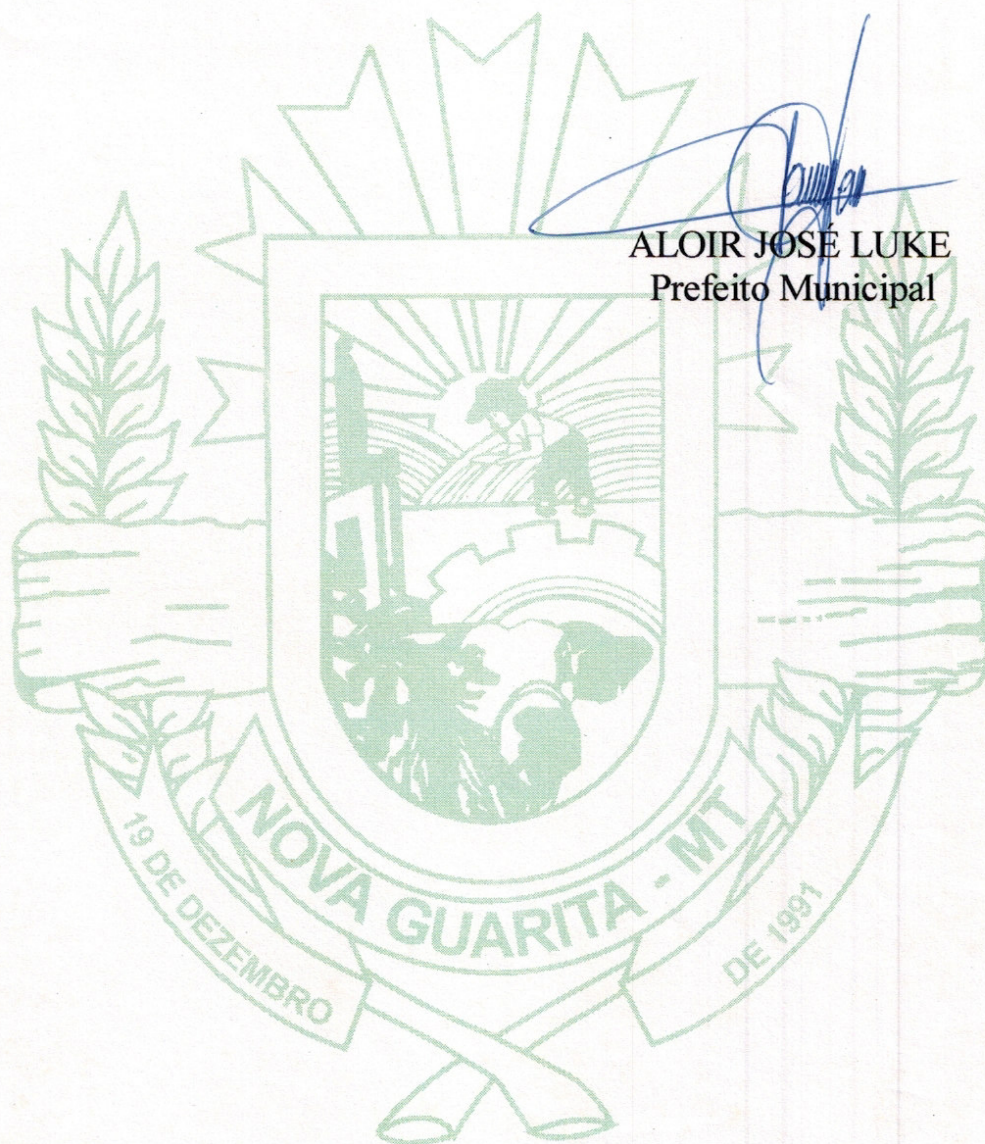 ALOIR JOSÉ LUKE
Prefeito Municipal
NOVA GUARITA - MT
19 DE DEZEMBRO
DE 1991